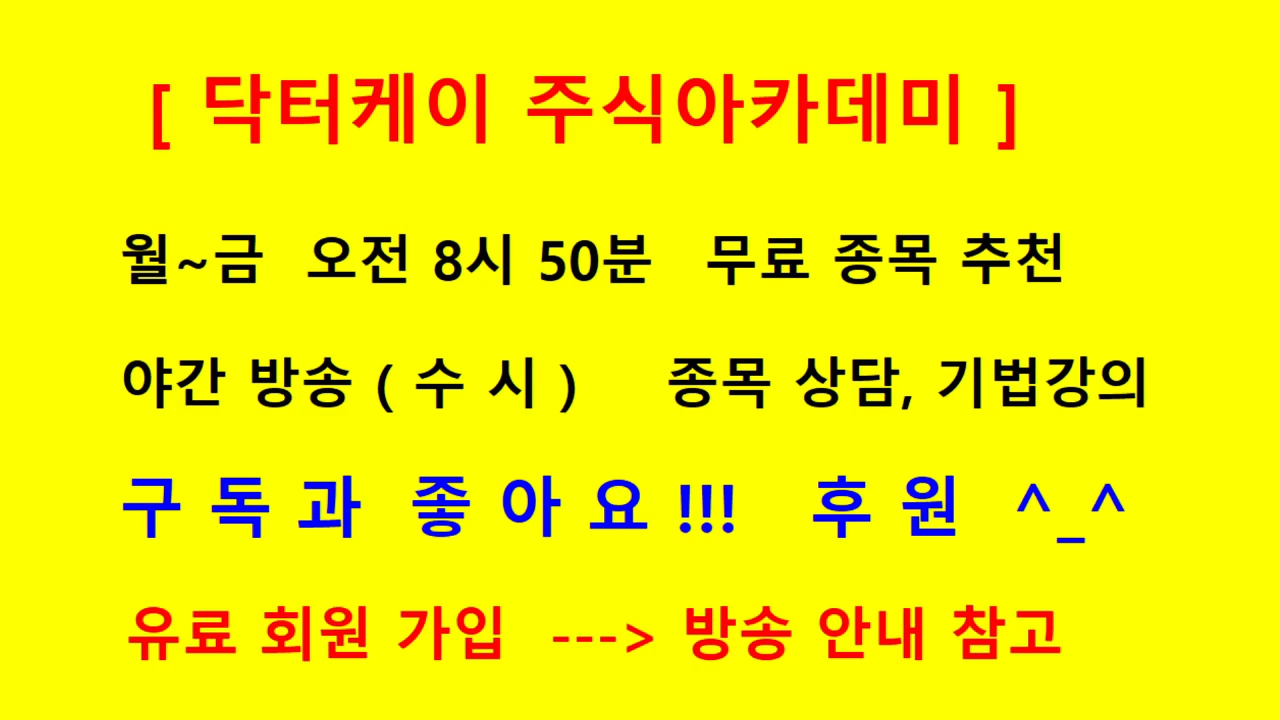 [ 닥터케이 주식아카데미 ]
월~금 오전 8시 50분 무료 종목 추천
야간 방송 ( 수 시 ) 종목 상담, 기법강의
구 독 과 좋 아 요 !!! 후 원 ^_^
유료 회원 가입 ---> 방송 안내 참고